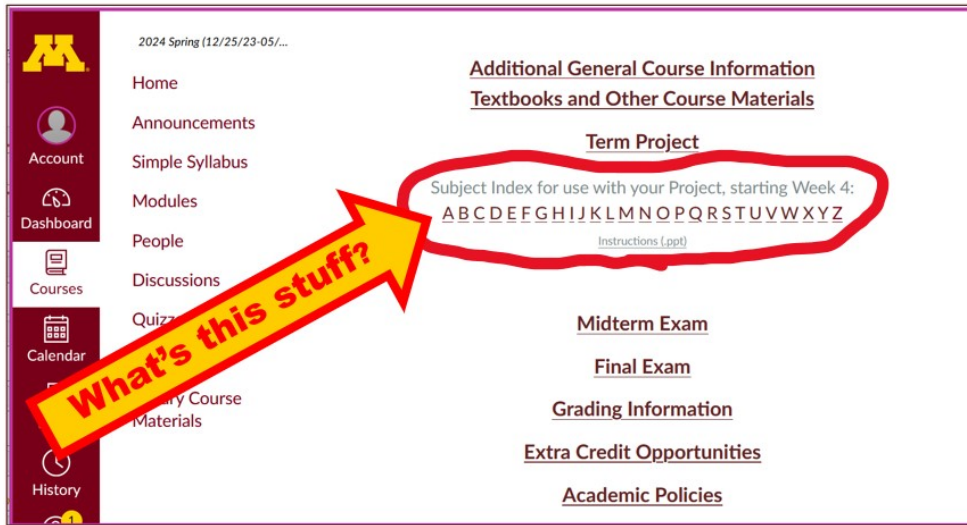 2024 Spring (12/25/23-05/...
Home
Announcements
Simple Syllabus
Modules
People
Discussions
Course
Materials
Account
Dashboard
Courses
Calendar
History
1
Additional General Course Information
Textbooks and Other Course Materials
Term Project
Subject Index for use with your Project, starting Week 4:
A B C D E F G H I J K L M N O P Q R S T U V W X Y Z
Instructions (.ppt)
Midterm Exam
Final Exam
Grading Information
Extra Credit Opportunities
Academic Policies
What's this stuff?